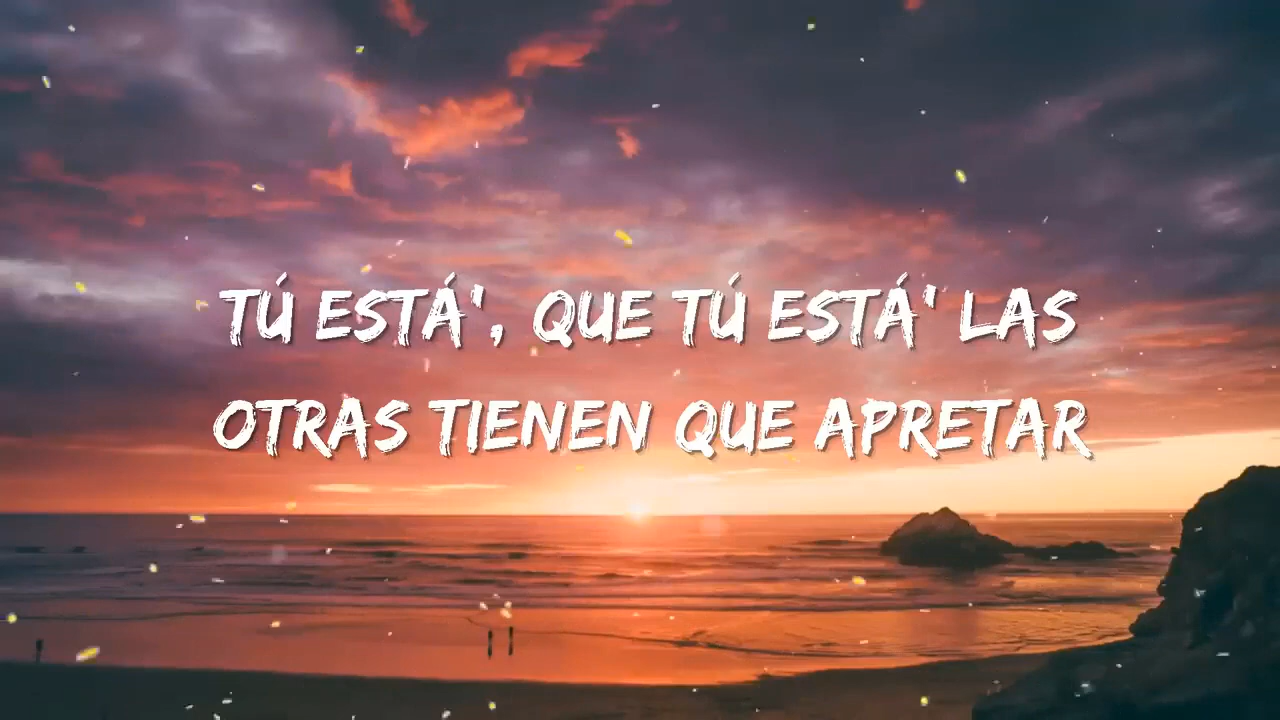 TÚ ESTÁ', QUE TÚ ESTÁ' LAS
OTRAS TIENEN QUE APRETAR